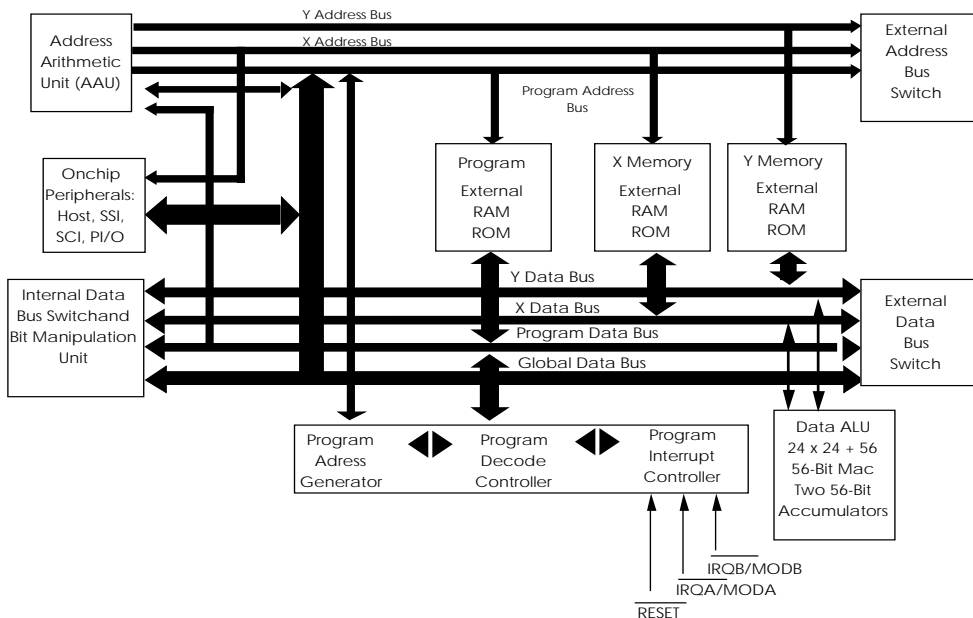 Y Address Bus
X Address Bus
Program Address
Bus
Address
Arithmetic
Unit (AAU)
External
Address
Bus
Switch
Onchip
Peripherals:
Host, SSI,
SCI, PI/O
Program
External
RAM
ROM
X Memory
External
RAM
ROM
Y Memory
External
RAM
ROM
Internal Data
Bus Switchand
Bit Manipulation
Unit
Y Data Bus
X Data Bus
Program Data Bus
Global Data Bus
External
Data
Bus
Switch
Program
Adress
Generator
Program
Decode
Controller
Program
Interrupt
Controller
Data ALU
24 x 24 + 56
56-Bit Mac
Two 56-Bit
Accumulators
IRQB/MODB
IRQA/MODA
RESET